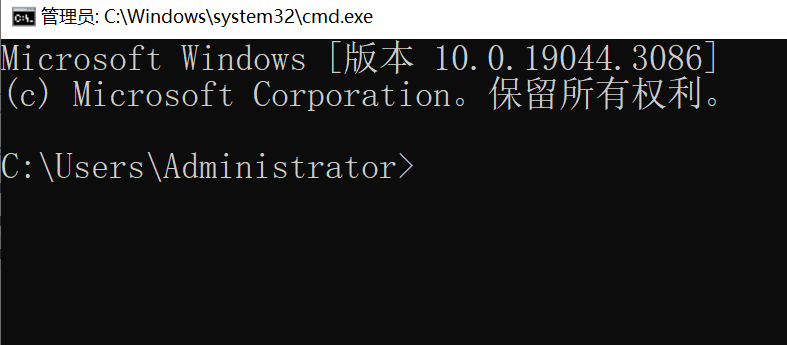 管理员: C:\Windows\system32\cmd.exe
Microsoft Windows [版本 10.0.19044.3086]
(c) Microsoft Corporation。保留所有权利。
C:\Users\Administrator>